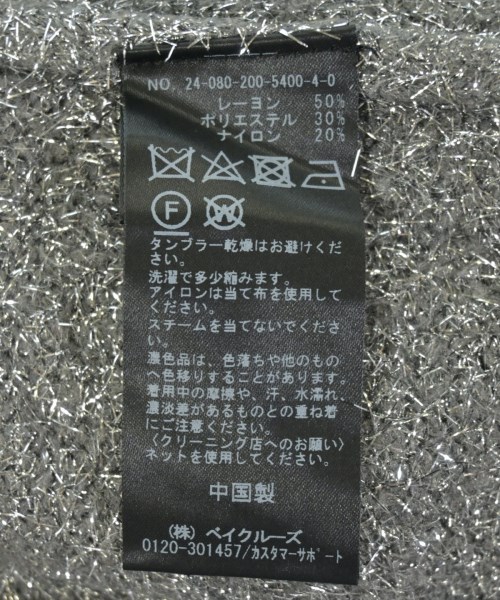 NO. 24-080-200-5400-4-0
レーヨン 50%
ポリエステル 30%
ナイロン 20%
F W
タンブラー乾燥はお避けくだ
さい。
洗濯で多少縮みます。
アイロンは当て布を使用して
ください。
スチームを当てないでくださ
い。
濃色品は、色落ちや他のもの
へ色移りすることがあります。
着用中の摩擦や、汗、水濡れ、
濃淡差があるものとの重ね着
にご注意ください。
〈クリーニング店へのお願い〉
ネットを使用してください。
中国製
(株) ベイクルーズ
0120-301457/カスタマーサポート